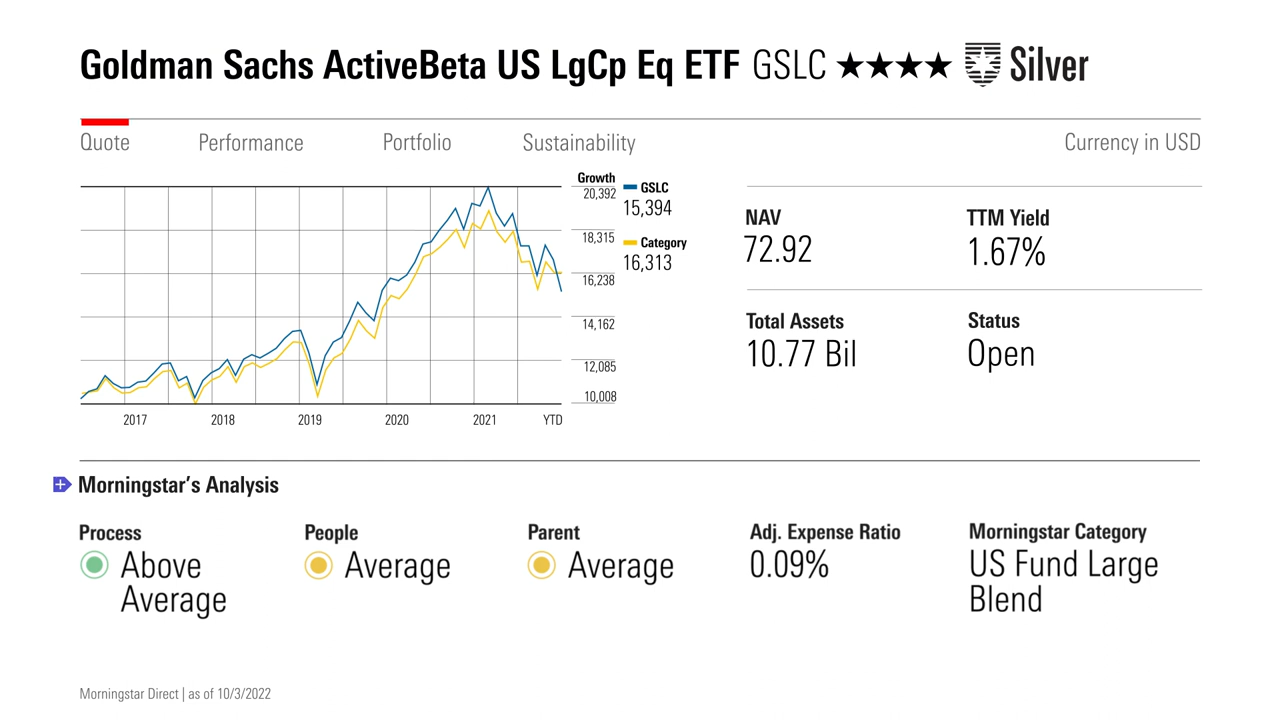 Goldman Sachs ActiveBeta US LgCp Eq ETF GSLC ★★★★ Silver
Quote Performance Portfolio Sustainability Currency in USD
Growth
20,392
18,315
16,238
14,162
12,085
10,008
GSLC
15,394
Category
16,313
2017 2018 2019 2020 2021 YTD
NAV
72.92
TTM Yield
1.67%
Total Assets
10.77 Bil
Status
Open
Morningstar’s Analysis
Process
Above
Average
People
Average
Parent
Average
Adj. Expense Ratio
0.09%
Morningstar Category
US Fund Large
Blend
Morningstar Direct | as of 10/3/2022